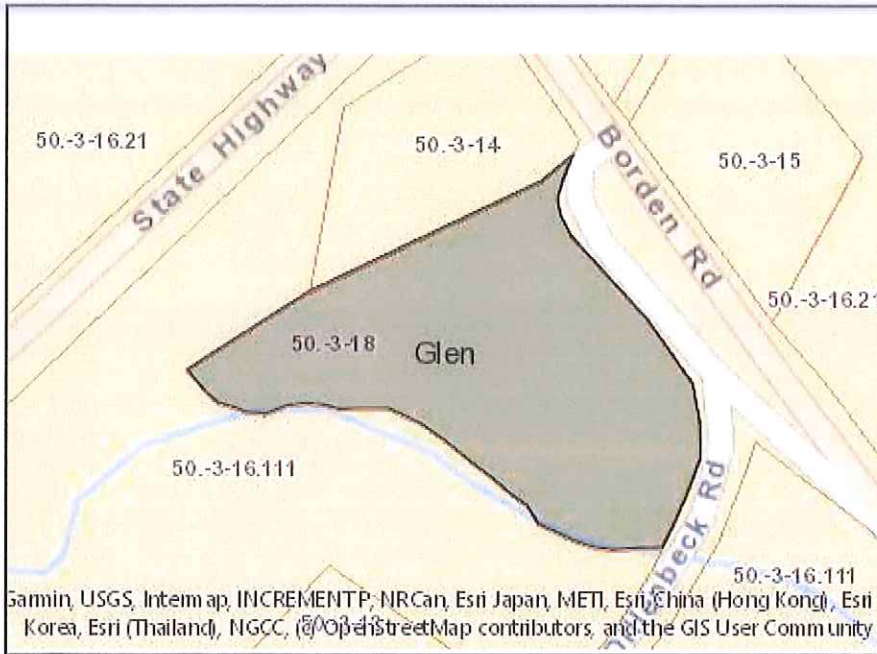 50.-3-16.21
State Highway
50.-3-14
Borden Rd
50.-3-15
50.-3-16.21
50.-3-18
Glen
50.-3-16.111
50.-3-16.111
Garmin, USGS, Intermap, INCREMENT P, NRCan, Esri Japan, METI, Esri China (Hong Kong), Esri
Korea, Esri (Thailand), NGCC, (c) OpenStreetMap contributors, and the GIS User Community